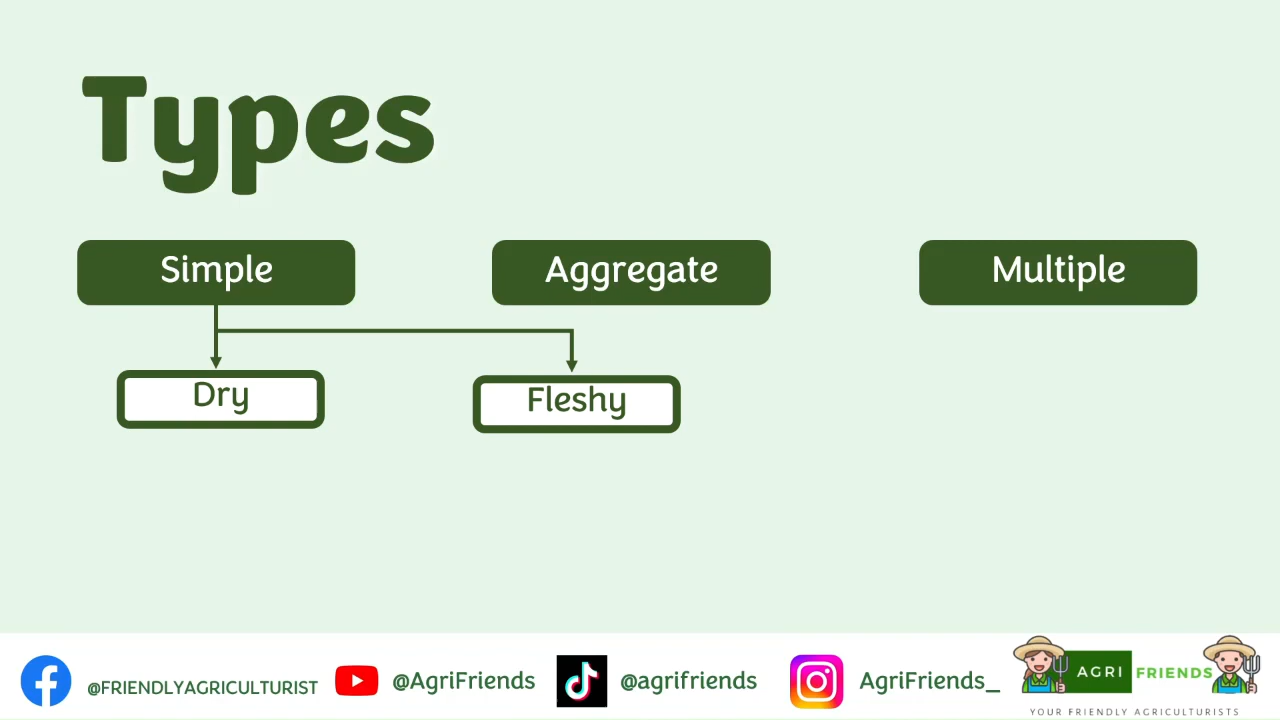 Types
Simple
Aggregate
Multiple
Dry
Fleshy
@FRIENDLYAGRICULTURIST
@AgriFriends
@agrifriends
AgriFriends_
AGRI FRIENDS
YOUR FRIENDLY AGRICULTURISTS